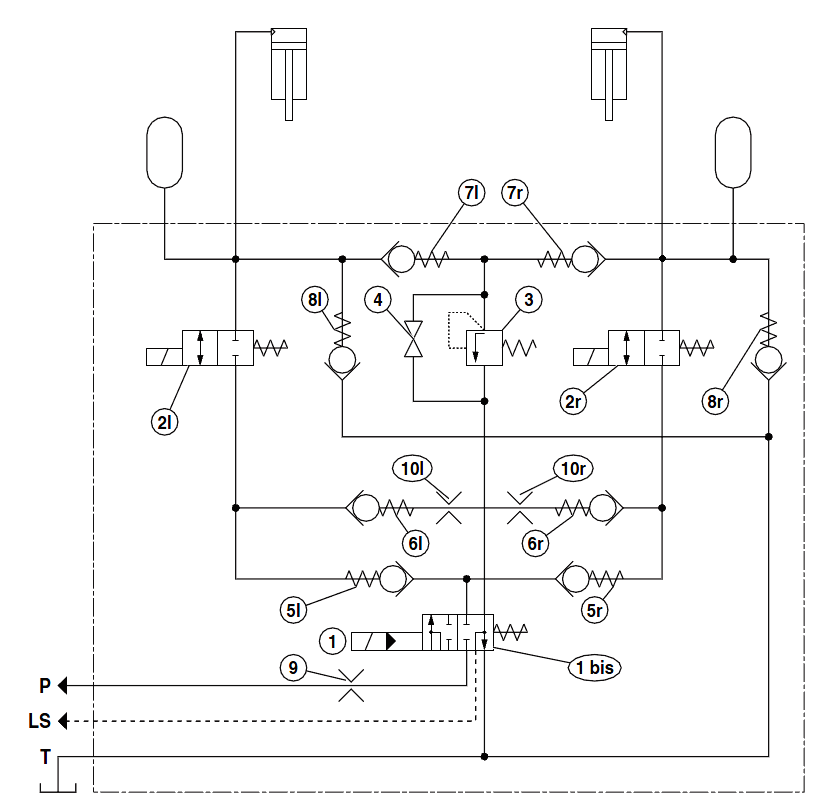 7l 7r
8l 4 3
2l 2r 8r
10l 10r
6l 6r
5l 5r
1
9 1 bis
P
LS
T